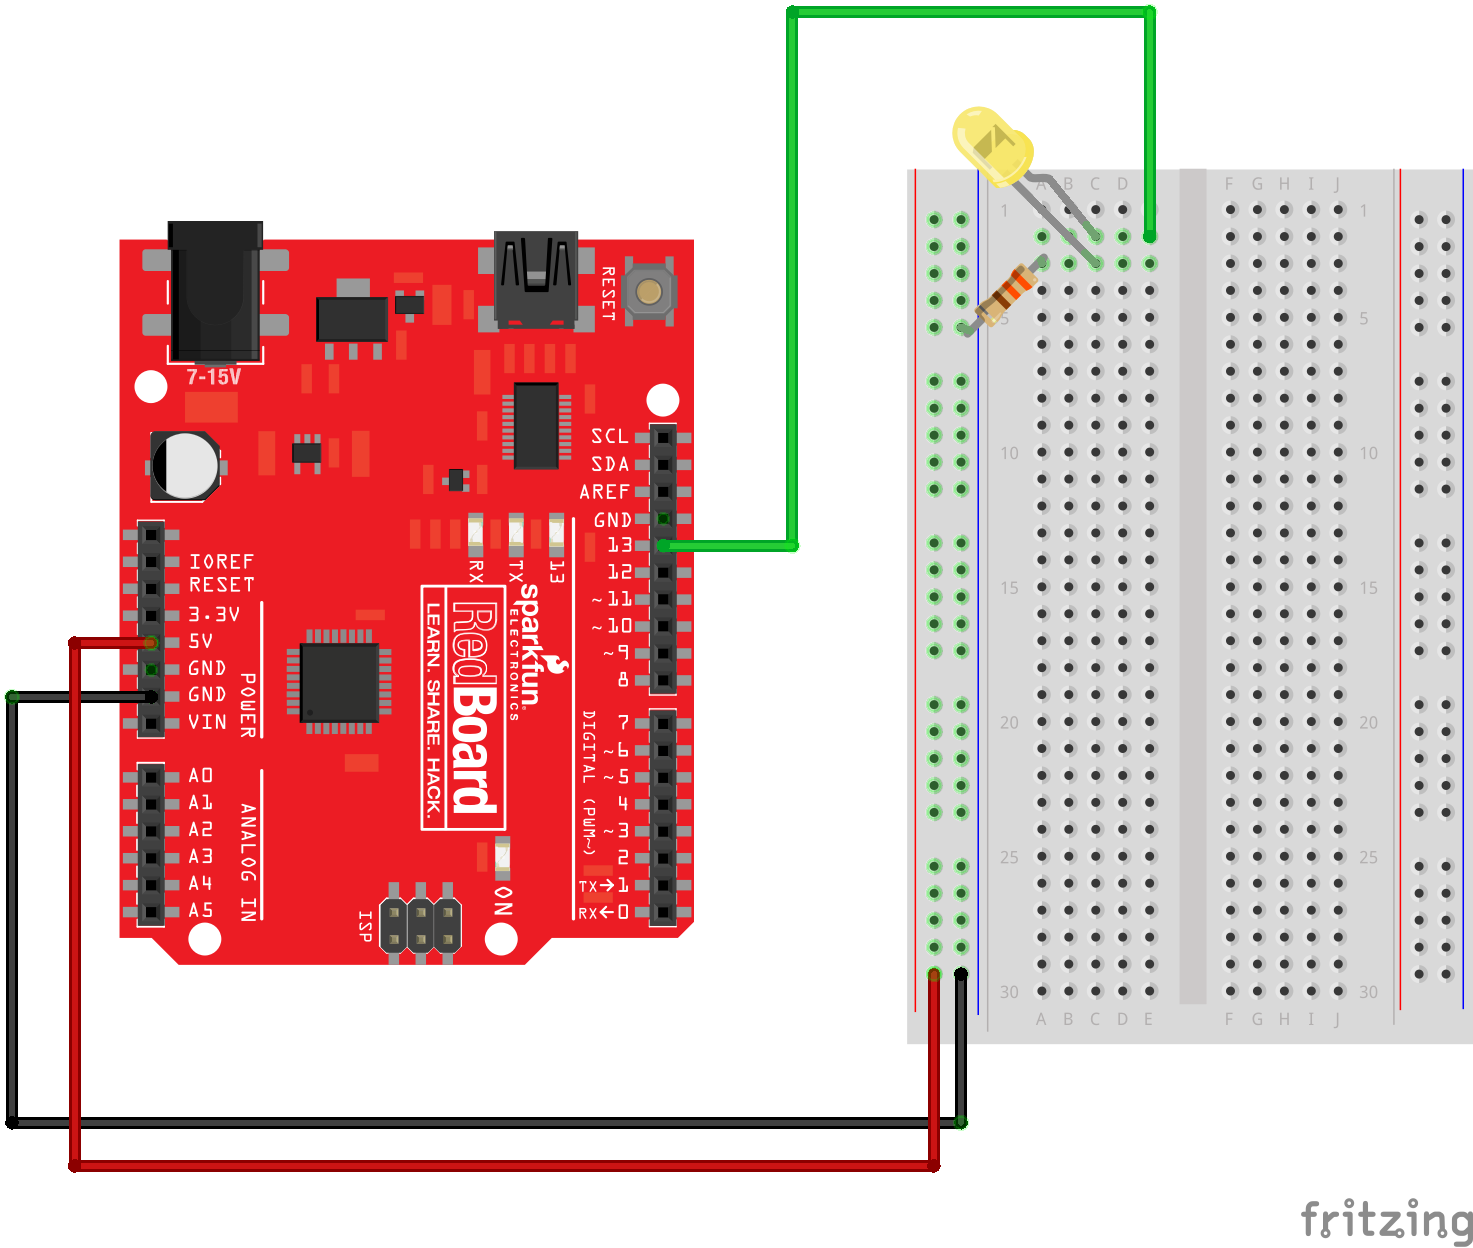 A B C D E F G H I J
1 1
5 5
10 10
15 15
20 20
25 25
30 30
A B C D E F G H I J
7-15V
RESET
SCL
SDA
AREF
GND
13
12
~11
~10
~9
8
7
~6
~5
4
~3
2
TX→1
RX←0
DIGITAL (PWM~)
RX
TX
13
IOREF
RESET
3.3V
5V
GND
GND
VIN
POWER
A0
A1
A2
A3
A4
A5
ANALOG IN
sparkfun
ELECTRONICS
RedBoard
LEARN. SHARE. HACK.
ISP
ON
fritzing